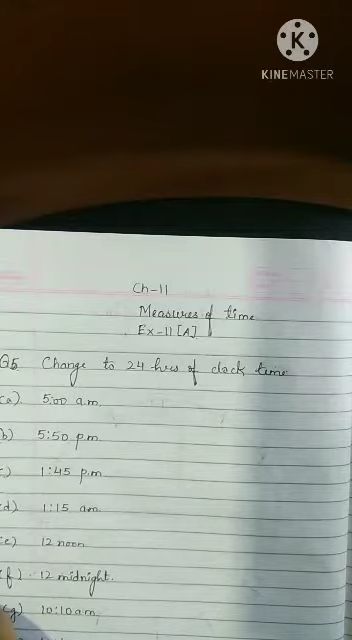 KINEMASTER
Ch-11
Measures of time
Ex-11[A]
Q5 Change to 24 hrs of clock time
(a) 5:00 a.m.
b) 5:50 p.m
c) 1:45 p.m
d) 1:15 am
e) 12 noon
(f) 12 midnight.
(g) 10:10 a.m,